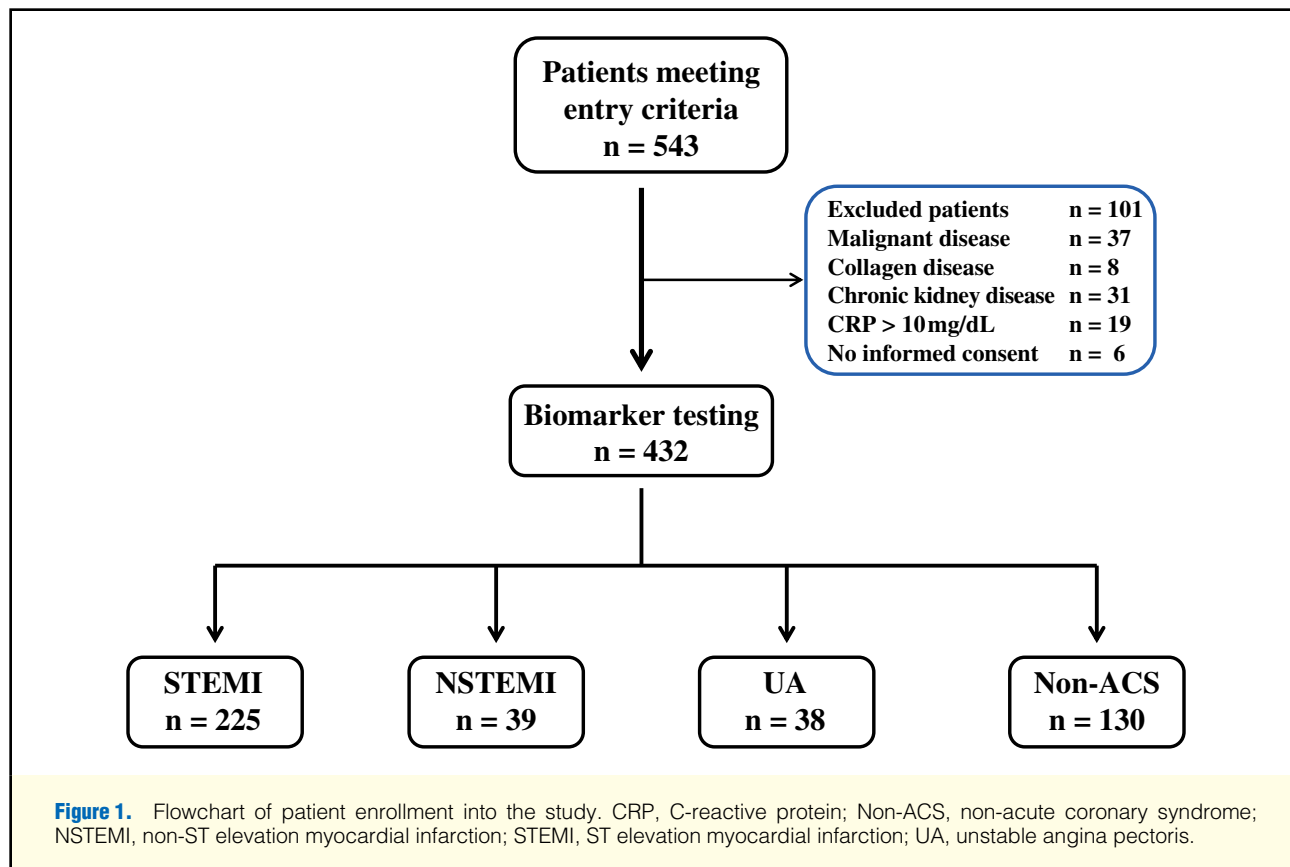 Patients meeting
entry criteria
n = 543
Excluded patients n = 101
Malignant disease n = 37
Collagen disease n = 8
Chronic kidney disease n = 31
CRP > 10 mg/dL n = 19
No informed consent n = 6
Biomarker testing
n = 432
STEMI
n = 225
NSTEMI
n = 39
UA
n = 38
Non-ACS
n = 130
Figure 1. Flowchart of patient enrollment into the study. CRP, C-reactive protein; Non-ACS, non-acute coronary syndrome;
NSTEMI, non-ST elevation myocardial infarction; STEMI, ST elevation myocardial infarction; UA, unstable angina pectoris.